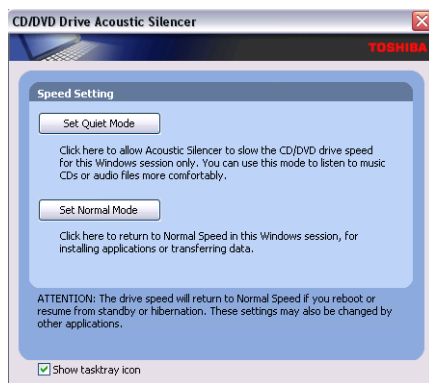 CD/DVD Drive Acoustic Silencer
TOSHIBA
Speed Setting
Set Quiet Mode
Click here to allow Acoustic Silencer to slow the CD/DVD drive speed
for this Windows session only. You can use this mode to listen to music
CDs or audio files more comfortably.
Set Normal Mode
Click here to return to Normal Speed in this Windows session, for
installing applications or transferring data.
ATTENTION: The drive speed will return to Normal Speed if you reboot or
resume from standby or hibernation. These settings may also be changed by
other applications.
Show tasktray icon